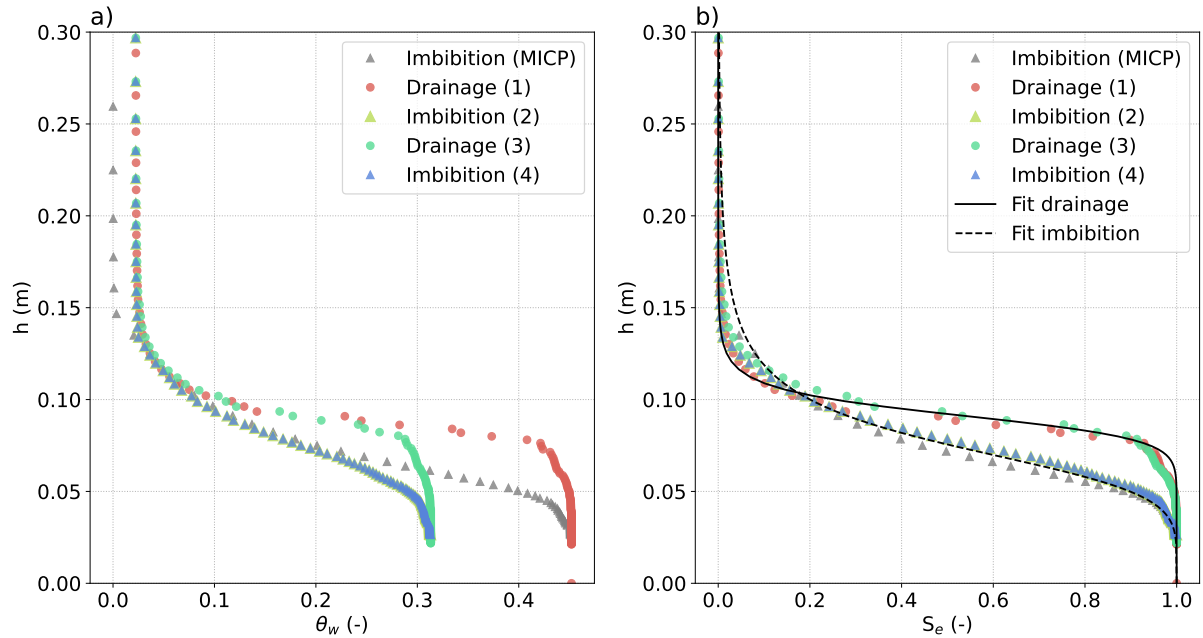 a)
0.30
0.25
0.20
0.15
0.10
0.05
0.00
h (m)
0.0 0.1 0.2 0.3 0.4
θ_w (-)
Imbibition (MICP)
Drainage (1)
Imbibition (2)
Drainage (3)
Imbibition (4)
b)
0.30
0.25
0.20
0.15
0.10
0.05
0.00
h (m)
0.0 0.2 0.4 0.6 0.8 1.0
S_e (-)
Imbibition (MICP)
Drainage (1)
Imbibition (2)
Drainage (3)
Imbibition (4)
Fit drainage
Fit imbibition